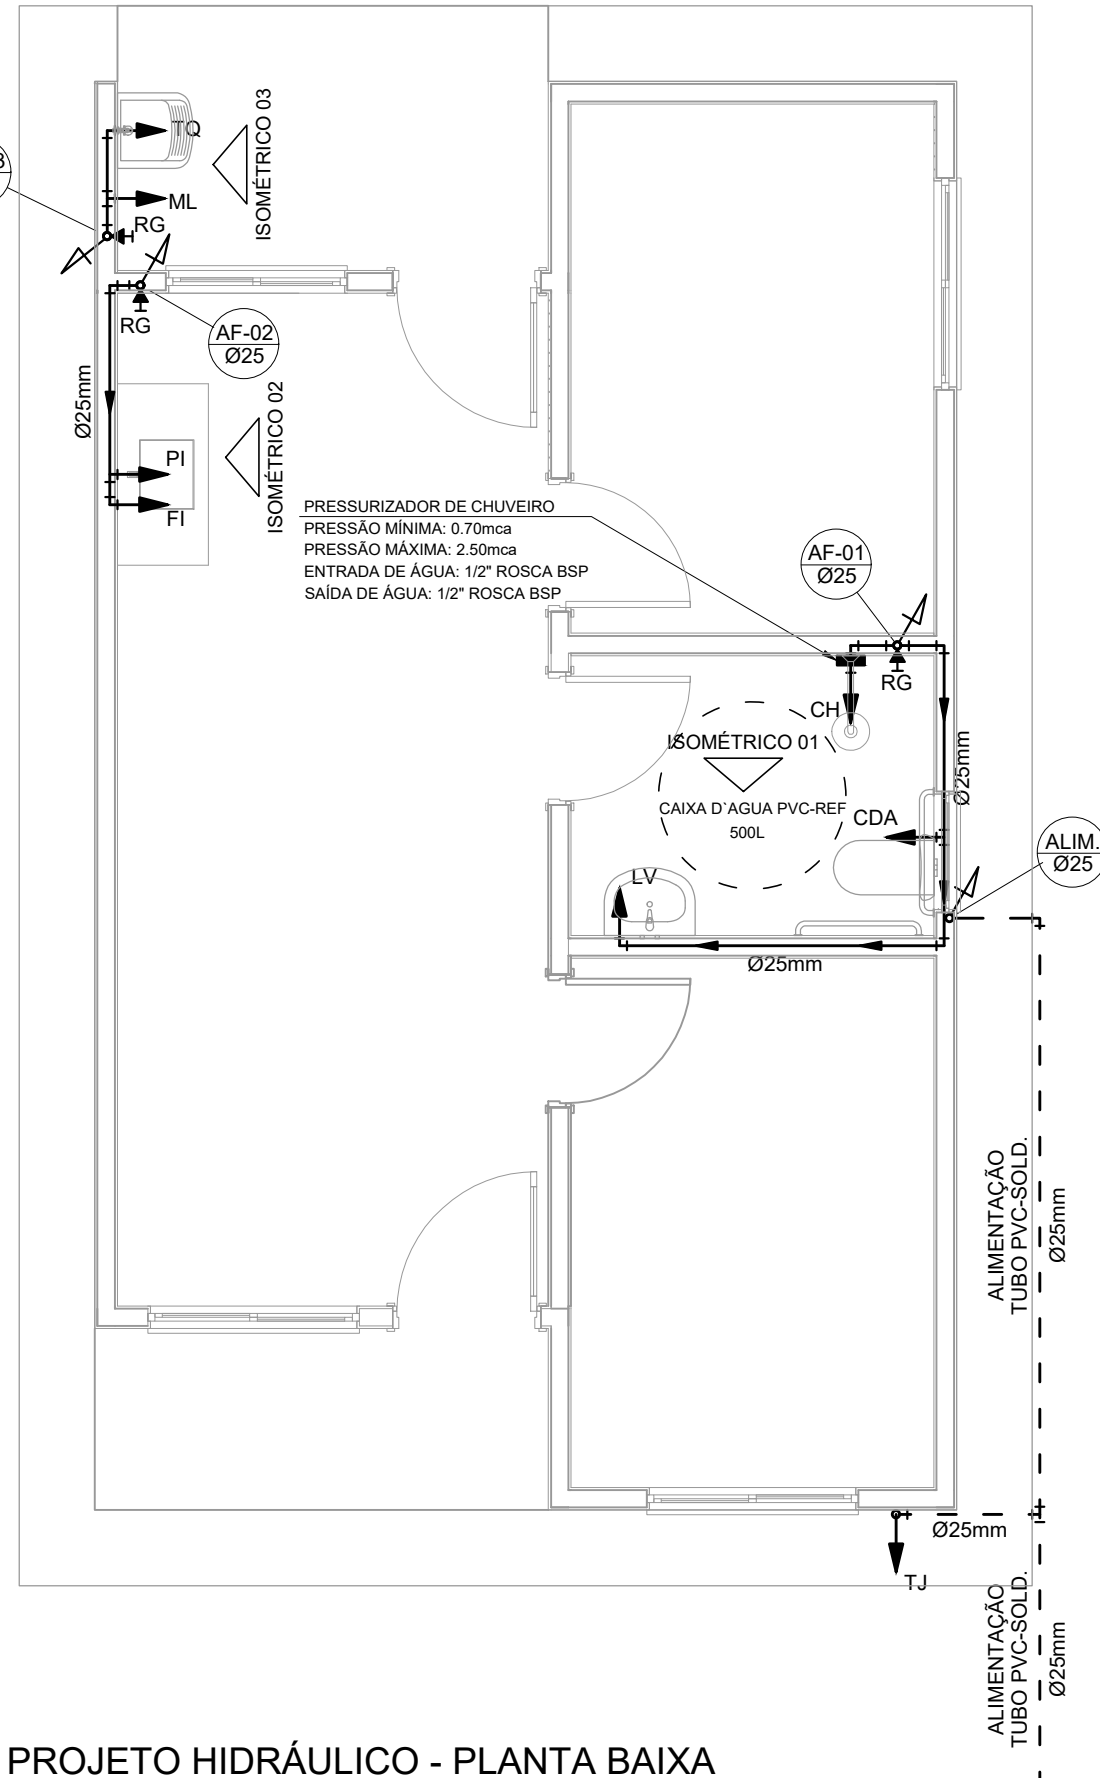 TQ
ISOMÉTRICO 03
3
ML
RG
RG
AF-02
Ø25
Ø25mm
ISOMÉTRICO 02
PI
FI
PRESSURIZADOR DE CHUVEIRO
PRESSÃO MÍNIMA: 0.70mca
PRESSÃO MÁXIMA: 2.50mca
ENTRADA DE ÁGUA: 1/2" ROSCA BSP
SAÍDA DE ÁGUA: 1/2" ROSCA BSP
AF-01
Ø25
RG
CH
ISOMÉTRICO 01
Ø25mm
CAIXA D`AGUA PVC-REF
500L
CDA
ALIM.
Ø25
LV
Ø25mm
ALIMENTAÇÃO
TUBO PVC-SOLD.
Ø25mm
Ø25mm
TJ
ALIMENTAÇÃO
TUBO PVC-SOLD.
Ø25mm
PROJETO HIDRÁULICO - PLANTA BAIXA